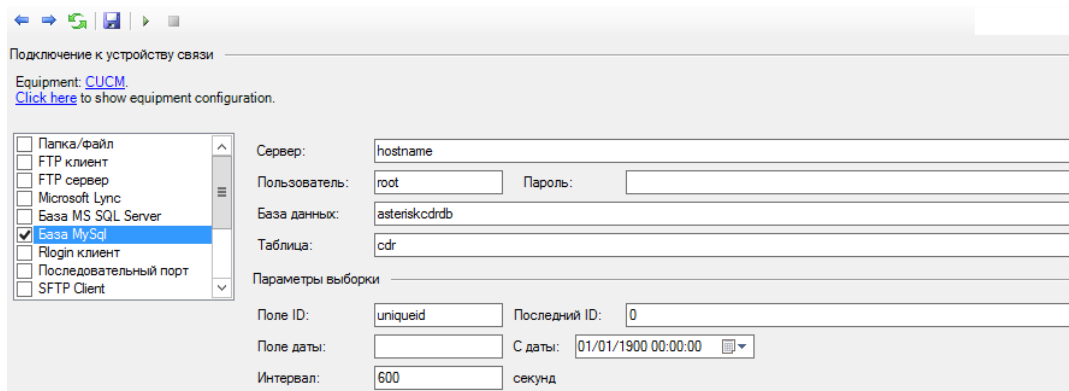 Подключение к устройству связи
Equipment: CUCM.
Click here to show equipment configuration.
Папка/файл
FTP клиент
FTP сервер
Microsoft Lync
База MS SQL Server
База MySql
Rlogin клиент
Последовательный порт
SFTP Client
Сервер: hostname
Пользователь: root Пароль:
База данных: asteriskcdrdb
Таблица: cdr
Параметры выборки
Поле ID: uniqueid Последний ID: 0
Поле даты: С даты: 01/01/1900 00:00:00
Интервал: 600 секунд